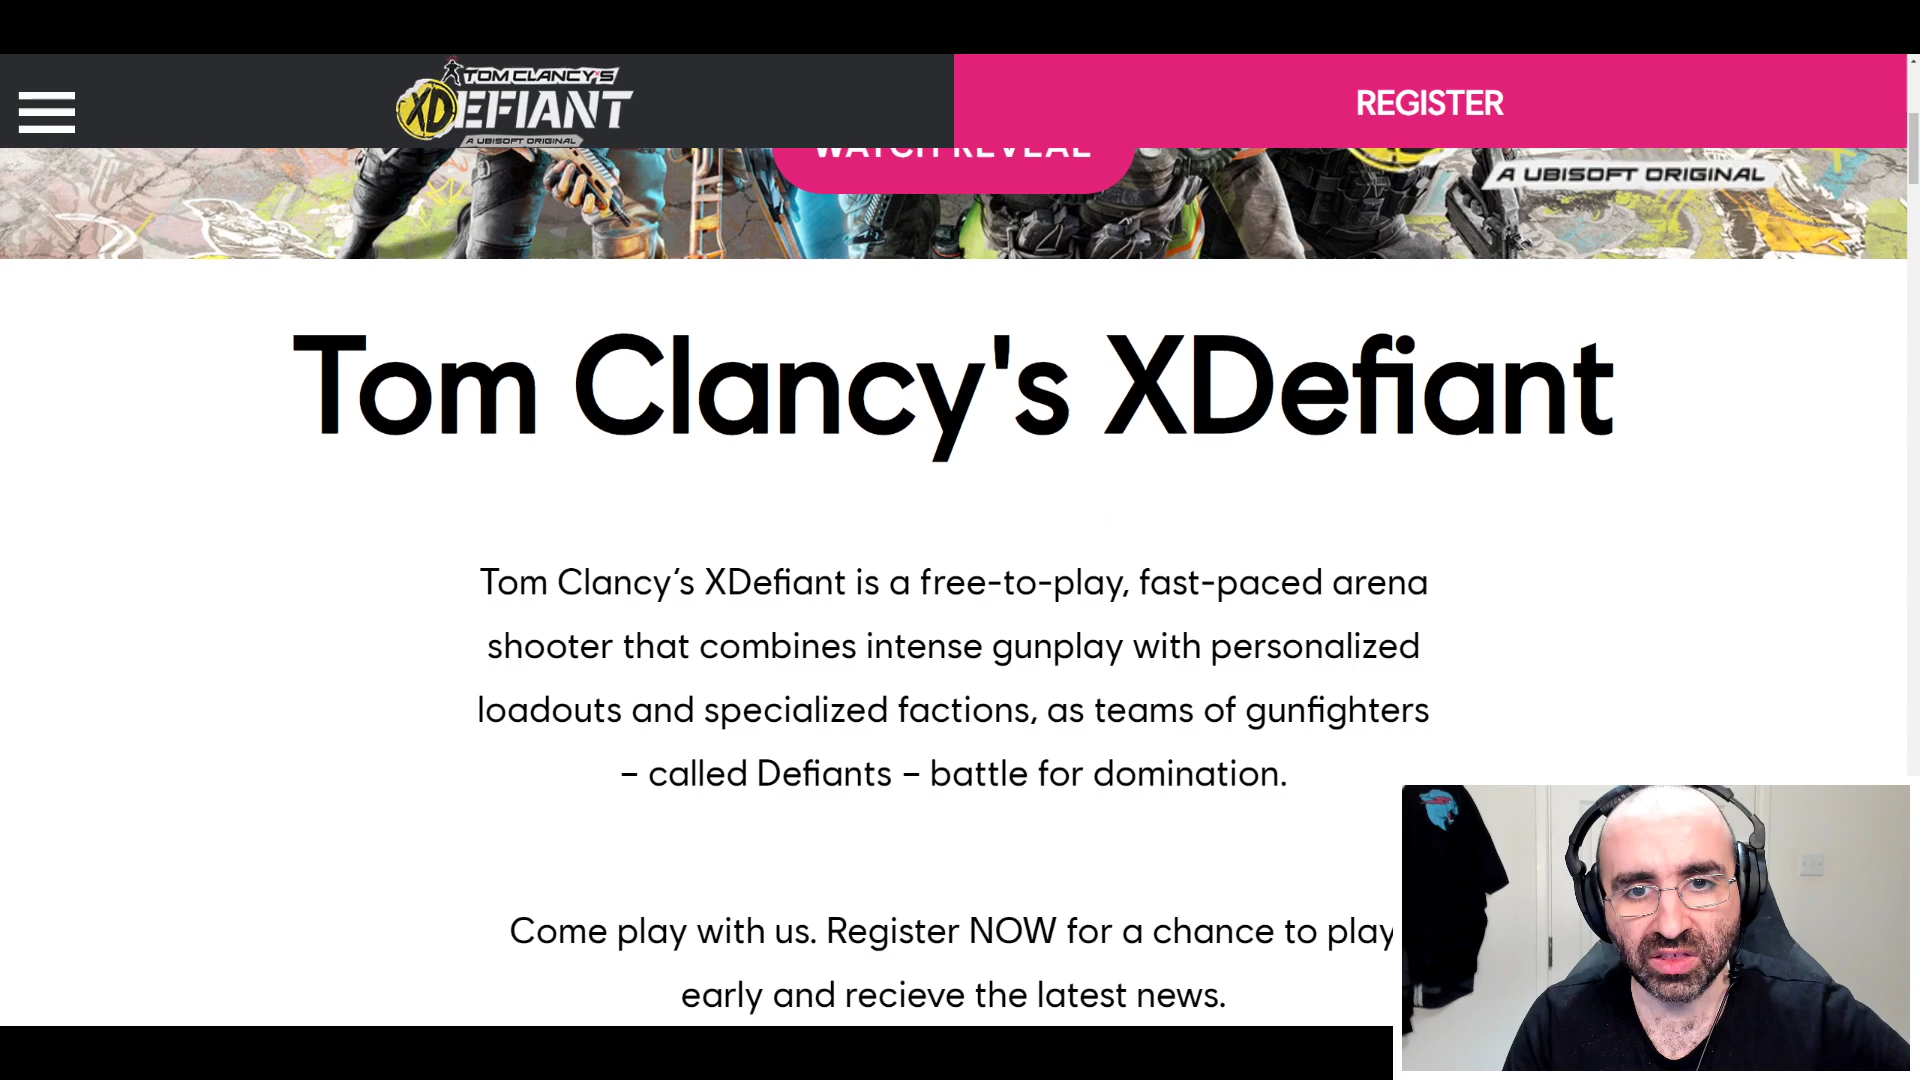 TOM CLANCY'S
XDEFIANT
A UBISOFT ORIGINAL
REGISTER
WATCH REVEAL
A UBISOFT ORIGINAL
Tom Clancy's XDefiant
Tom Clancy’s XDefiant is a free-to-play, fast-paced arena
shooter that combines intense gunplay with personalized
loadouts and specialized factions, as teams of gunfighters
– called Defiants – battle for domination.
Come play with us. Register NOW for a chance to play
early and recieve the latest news.